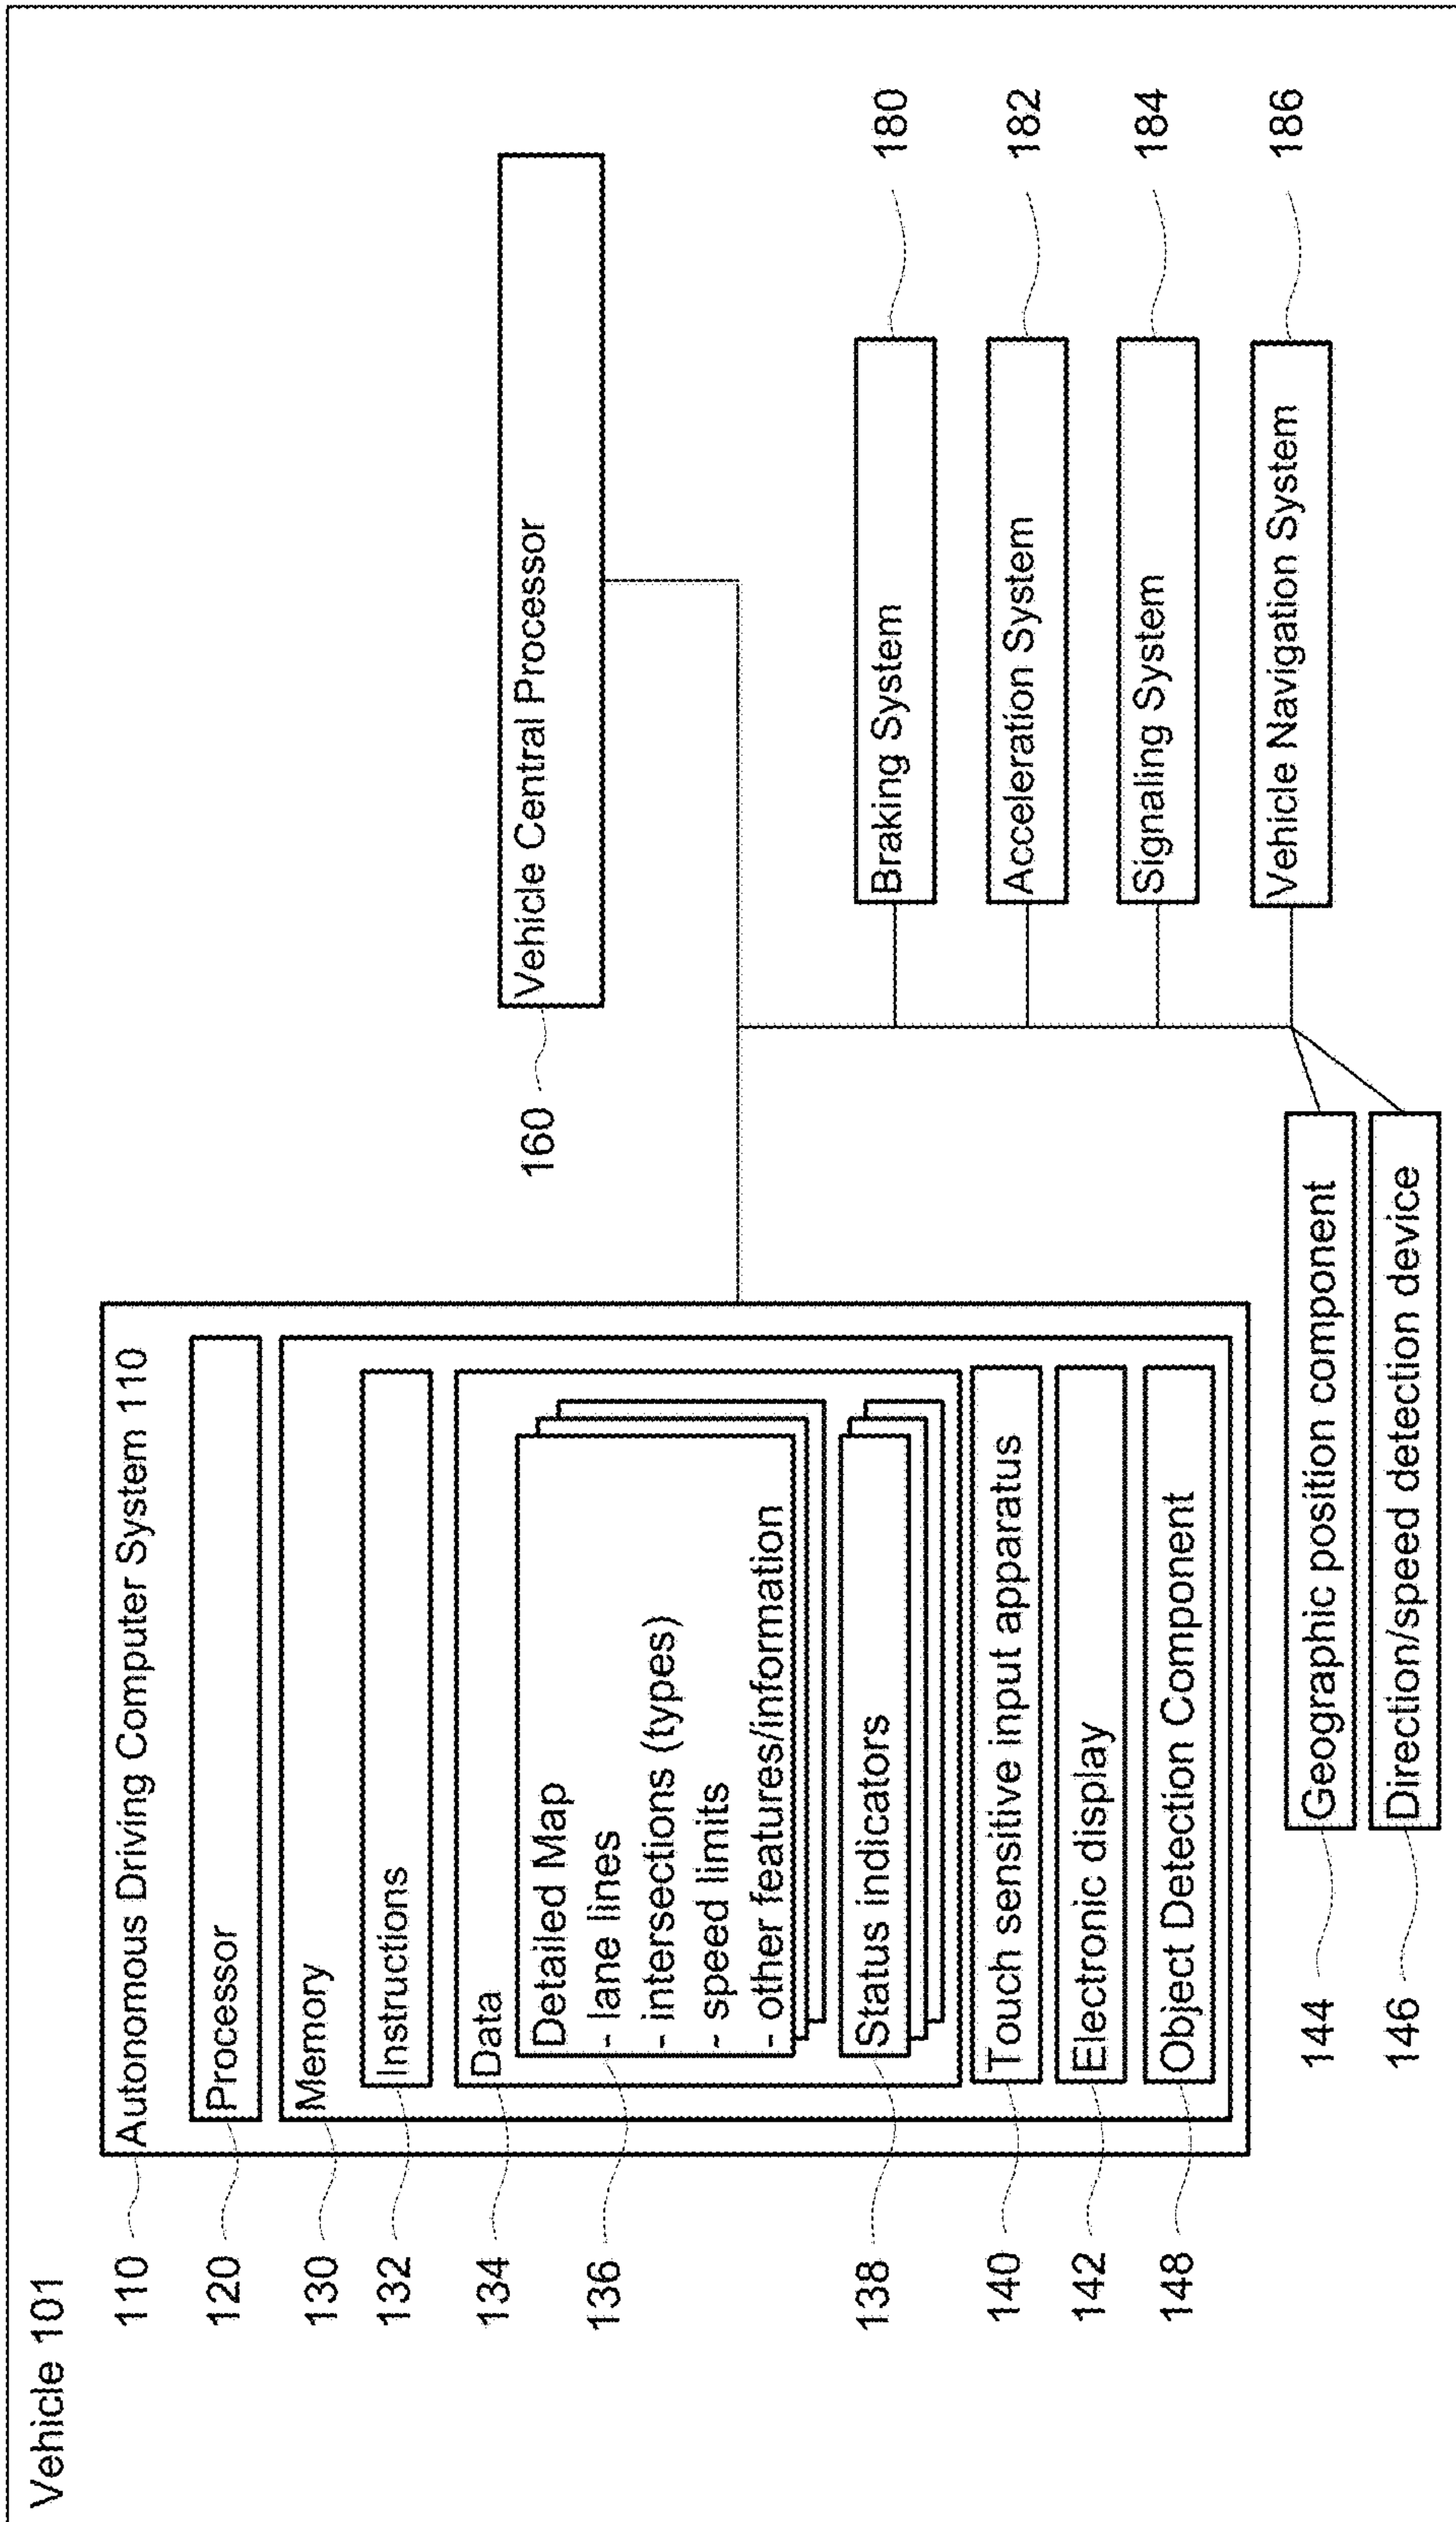 Vehicle 101
110
Autonomous Driving Computer System 110
120
Processor
130
Memory
132
Instructions
134
Data
136
Detailed Map
- lane lines
- intersections (types)
~ speed limits
- other features/information
138
Status indicators
140
Touch sensitive input apparatus
142
Electronic display
148
Object Detection Component
144
Geographic position component
146
Direction/speed detection device
160
Vehicle Central Processor
Braking System
180
Acceleration System
182
Signaling System
184
Vehicle Navigation System
186